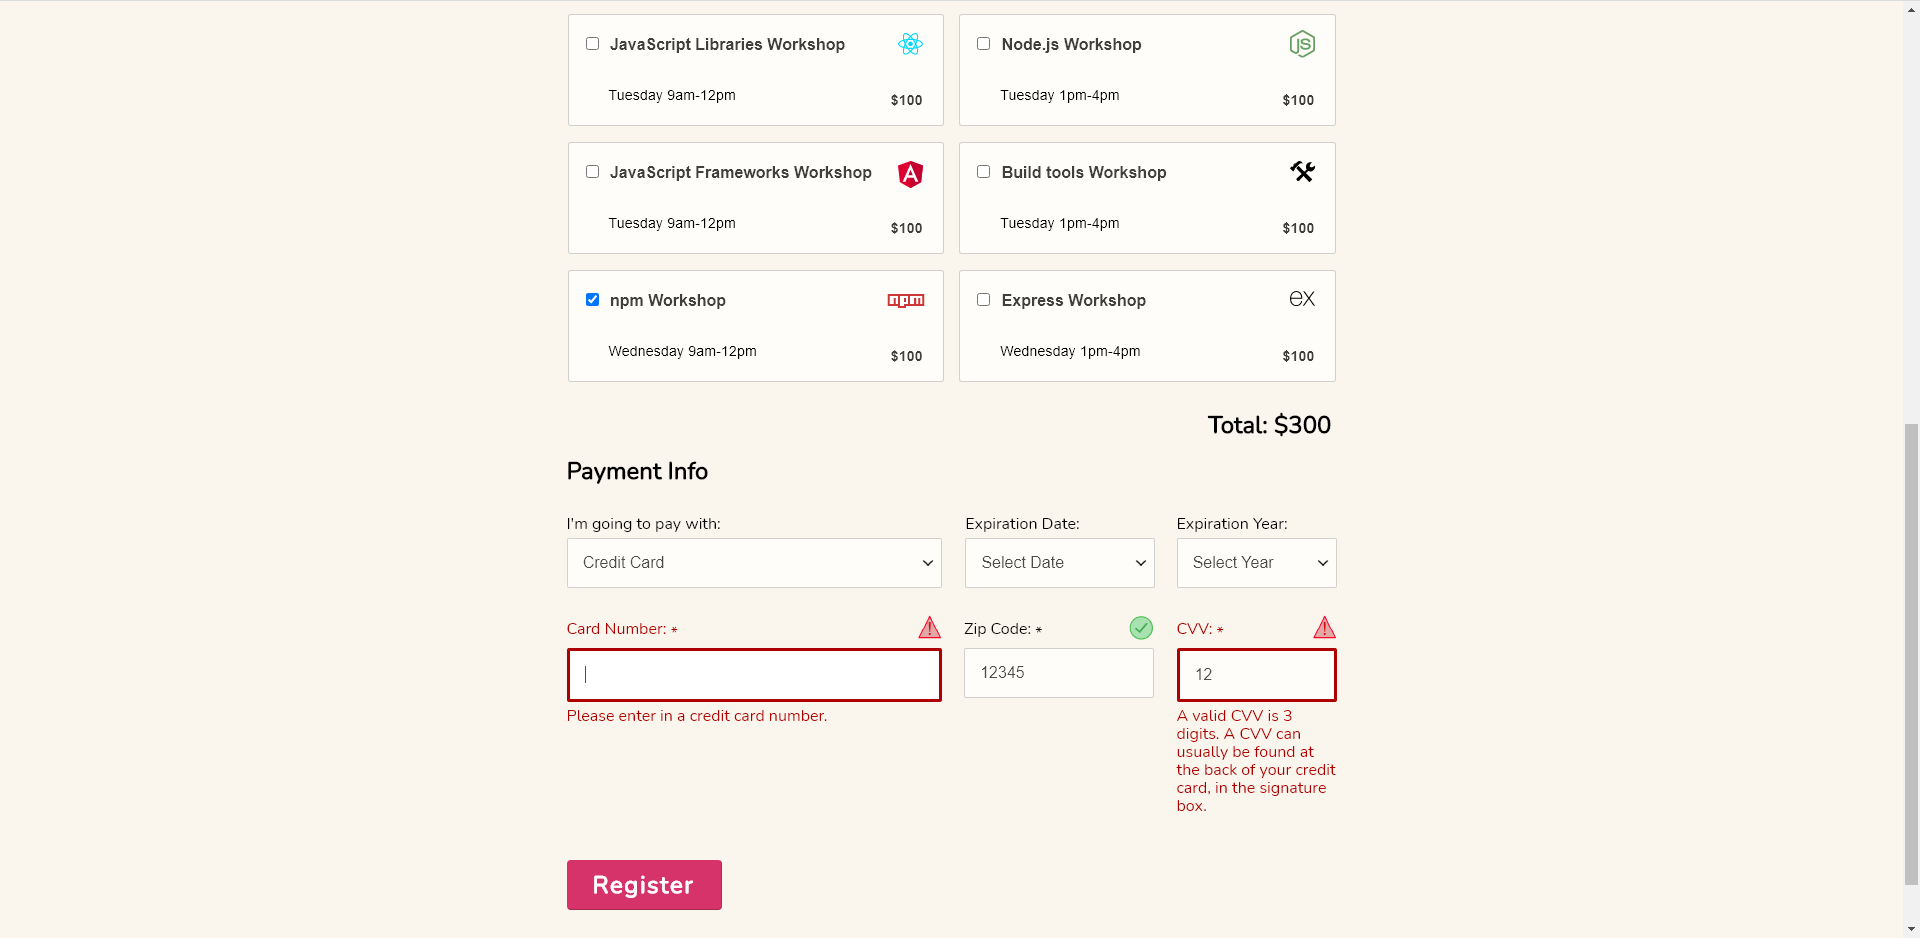 JavaScript Libraries Workshop
Tuesday 9am-12pm
$100
Node.js Workshop
JS
Tuesday 1pm-4pm
$100
JavaScript Frameworks Workshop
A
Tuesday 9am-12pm
$100
Build tools Workshop
Tuesday 1pm-4pm
$100
npm Workshop
npm
Wednesday 9am-12pm
$100
Express Workshop
ex
Wednesday 1pm-4pm
$100
Total: $300
Payment Info
I'm going to pay with:
Credit Card
Expiration Date:
Select Date
Expiration Year:
Select Year
Card Number: *
Please enter in a credit card number.
Zip Code: *
12345
CVV: *
12
A valid CVV is 3
digits. A CVV can
usually be found at
the back of your credit
card, in the signature
box.
Register